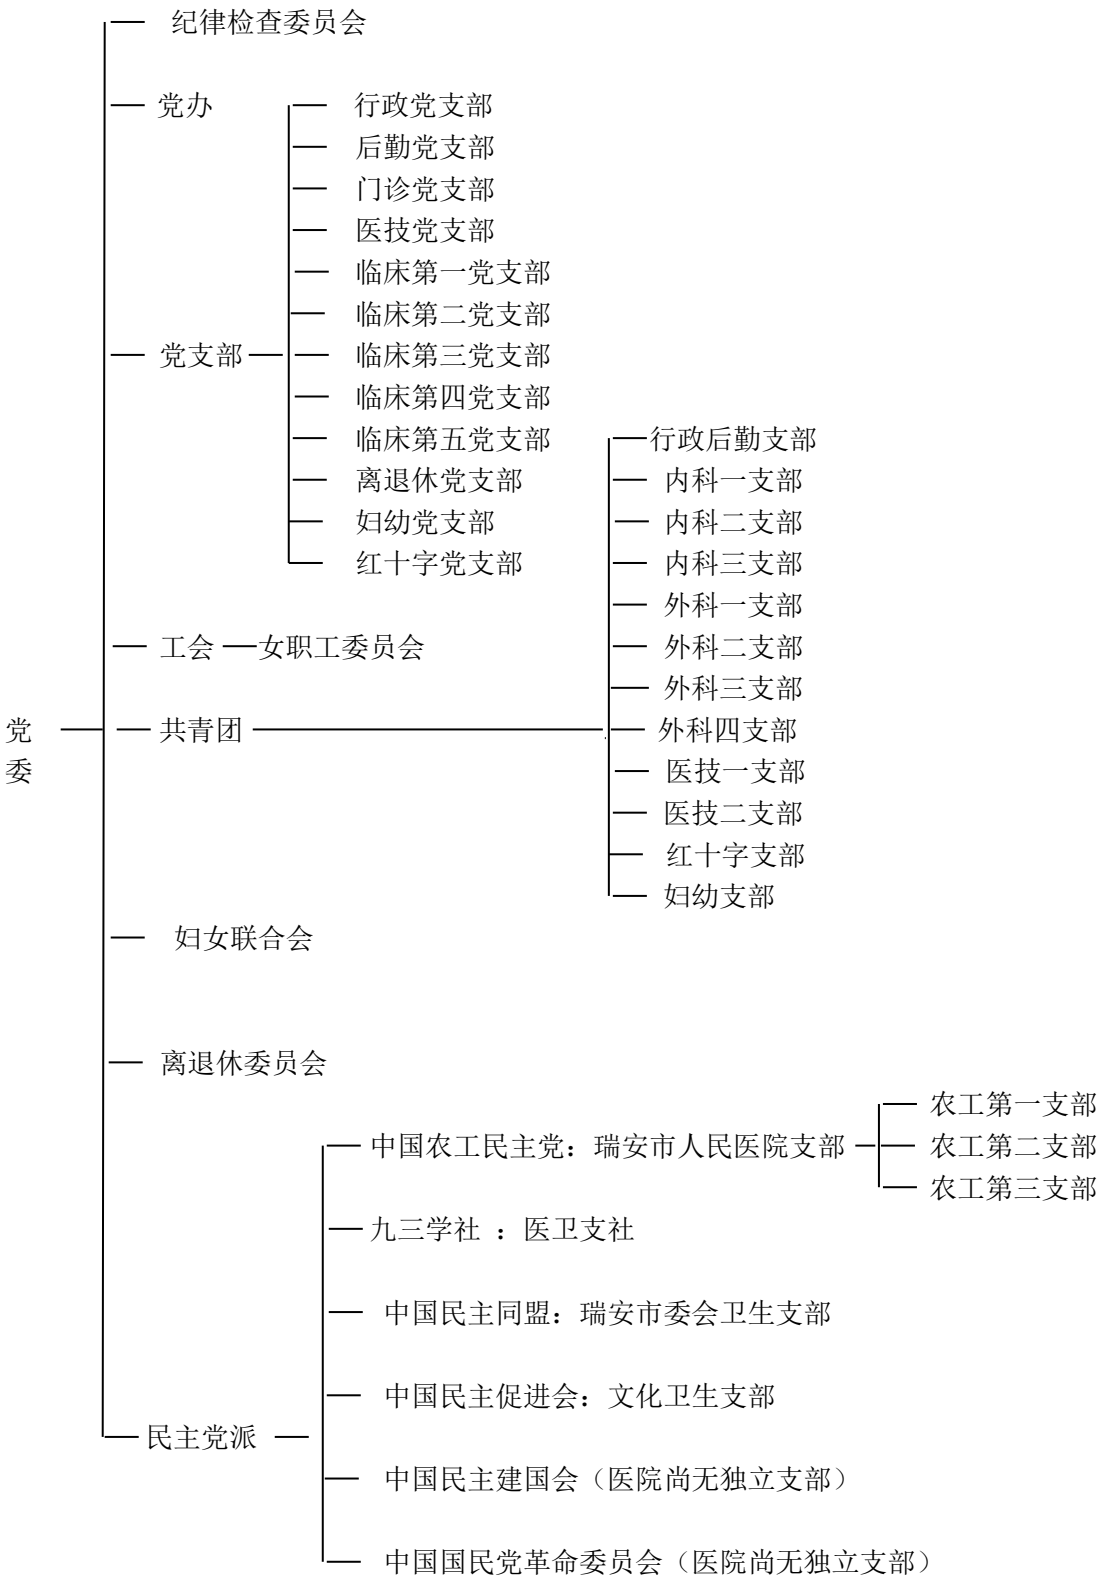 纪律检查委员会
党办
行政党支部
后勤党支部
门诊党支部
医技党支部
临床第一党支部
临床第二党支部
党支部
临床第三党支部
临床第四党支部
临床第五党支部
行政后勤支部
离退休党支部
内科一支部
妇幼党支部
内科二支部
红十字党支部
内科三支部
外科一支部
工会
女职工委员会
外科二支部
外科三支部
党委
共青团
外科四支部
医技一支部
医技二支部
红十字支部
妇幼支部
妇女联合会
离退休委员会
农工第一支部
中国农工民主党：瑞安市人民医院支部
农工第二支部
农工第三支部
九三学社 ：医卫支社
中国民主同盟：瑞安市委会卫生支部
中国民主促进会：文化卫生支部
民主党派
中国民主建国会（医院尚无独立支部）
中国国民党革命委员会（医院尚无独立支部）